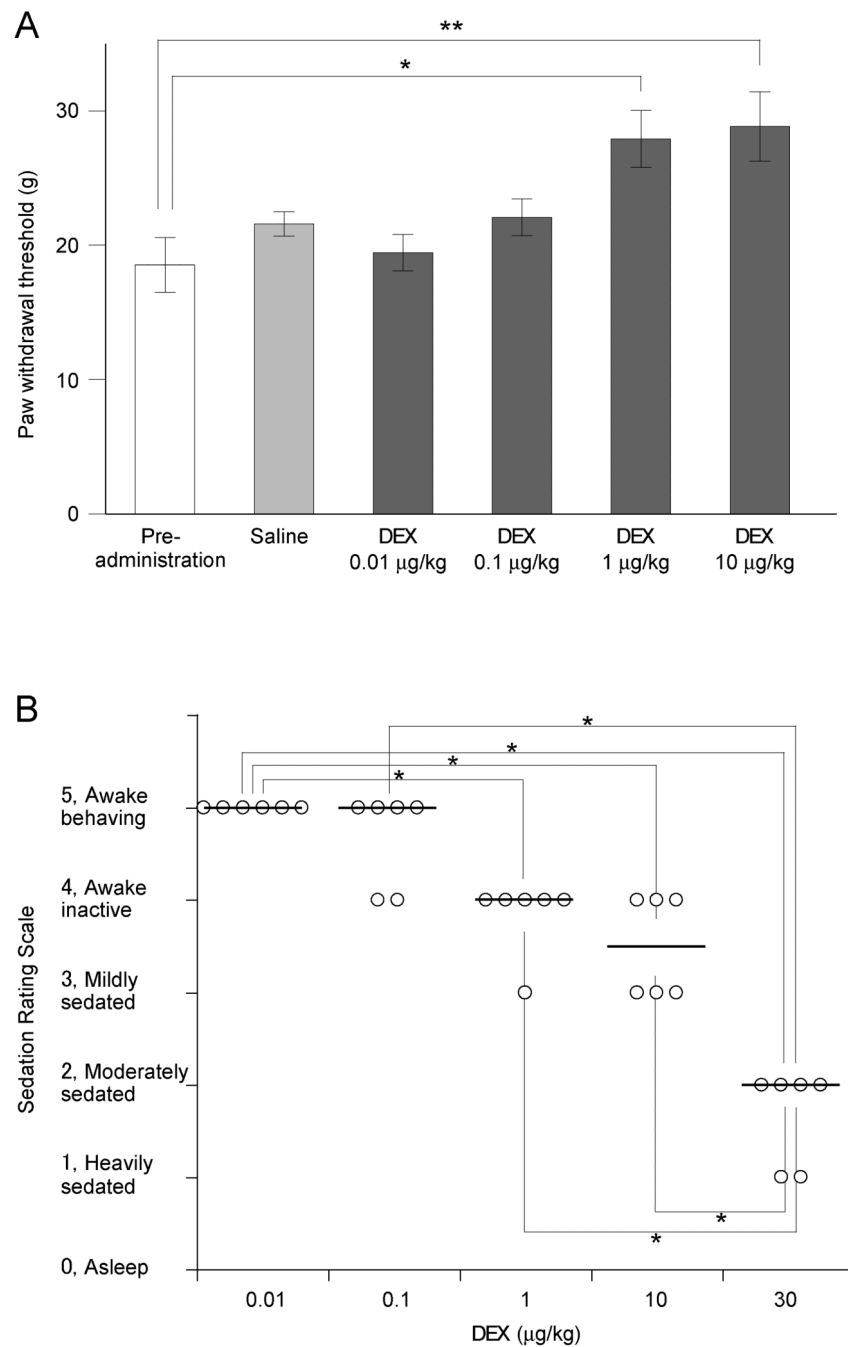 A
**
*
30
20
10
0
Paw withdrawal threshold (g)
Pre-
administration
Saline
DEX
0.01 µg/kg
DEX
0.1 µg/kg
DEX
1 µg/kg
DEX
10 µg/kg
B
*
*
*
*
5, Awake
behaving
4, Awake
inactive
3, Mildly
sedated
2, Moderately
sedated
1, Heavily
sedated
0, Asleep
Sedation Rating Scale
*
*
0.01
0.1
1
10
30
DEX (µg/kg)